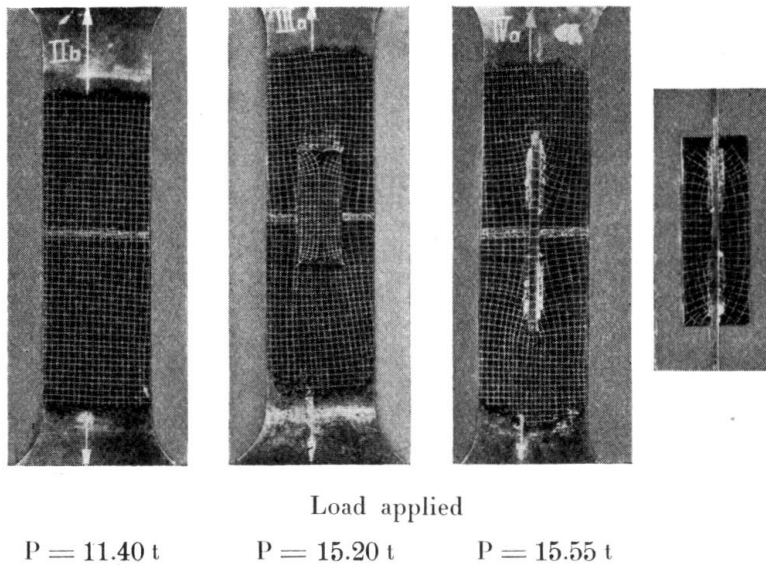 IIb IIIa IVa
Load applied
P = 11.40 t P = 15.20 t P = 15.55 t